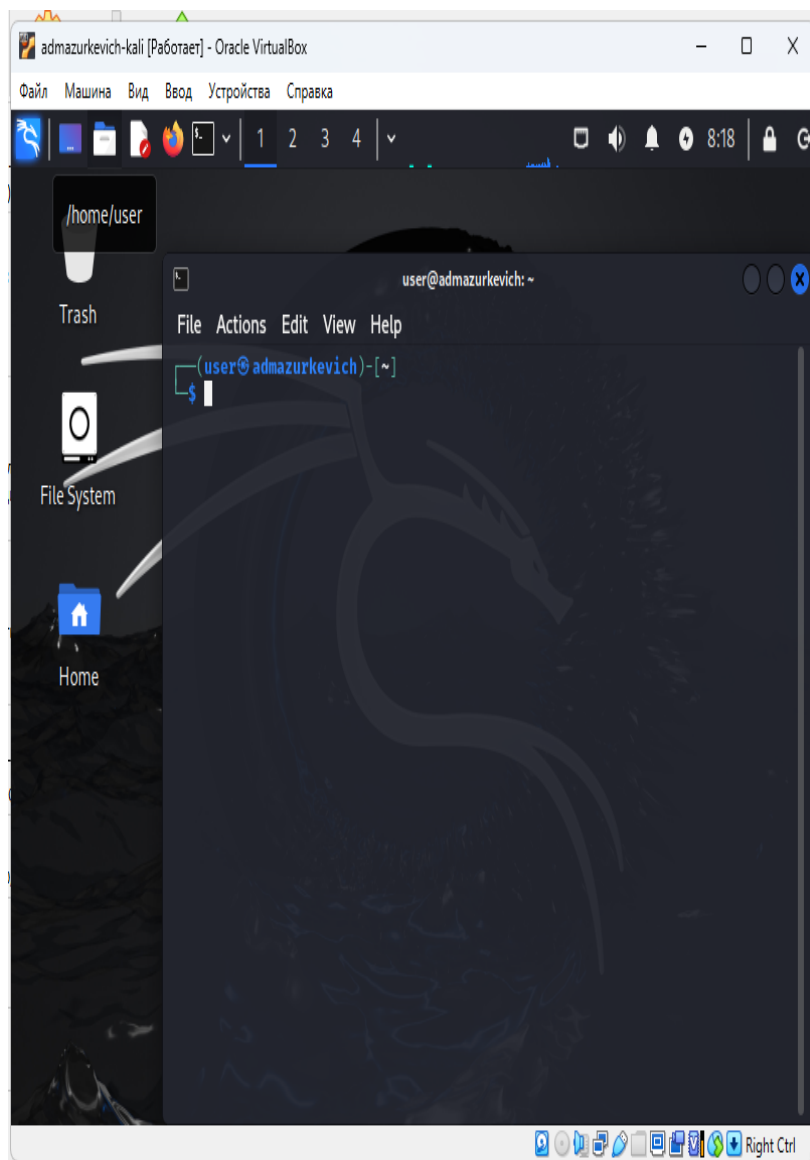 admazurkevich-kali [Работает] - Oracle VirtualBox
Файл Машина Вид Ввод Устройства Справка
1 2 3 4 8:18
/home/user
Trash
user@admazurkevich: ~
File Actions Edit View Help
(user㉿admazurkevich)-[~]
$
File System
Home
Right Ctrl